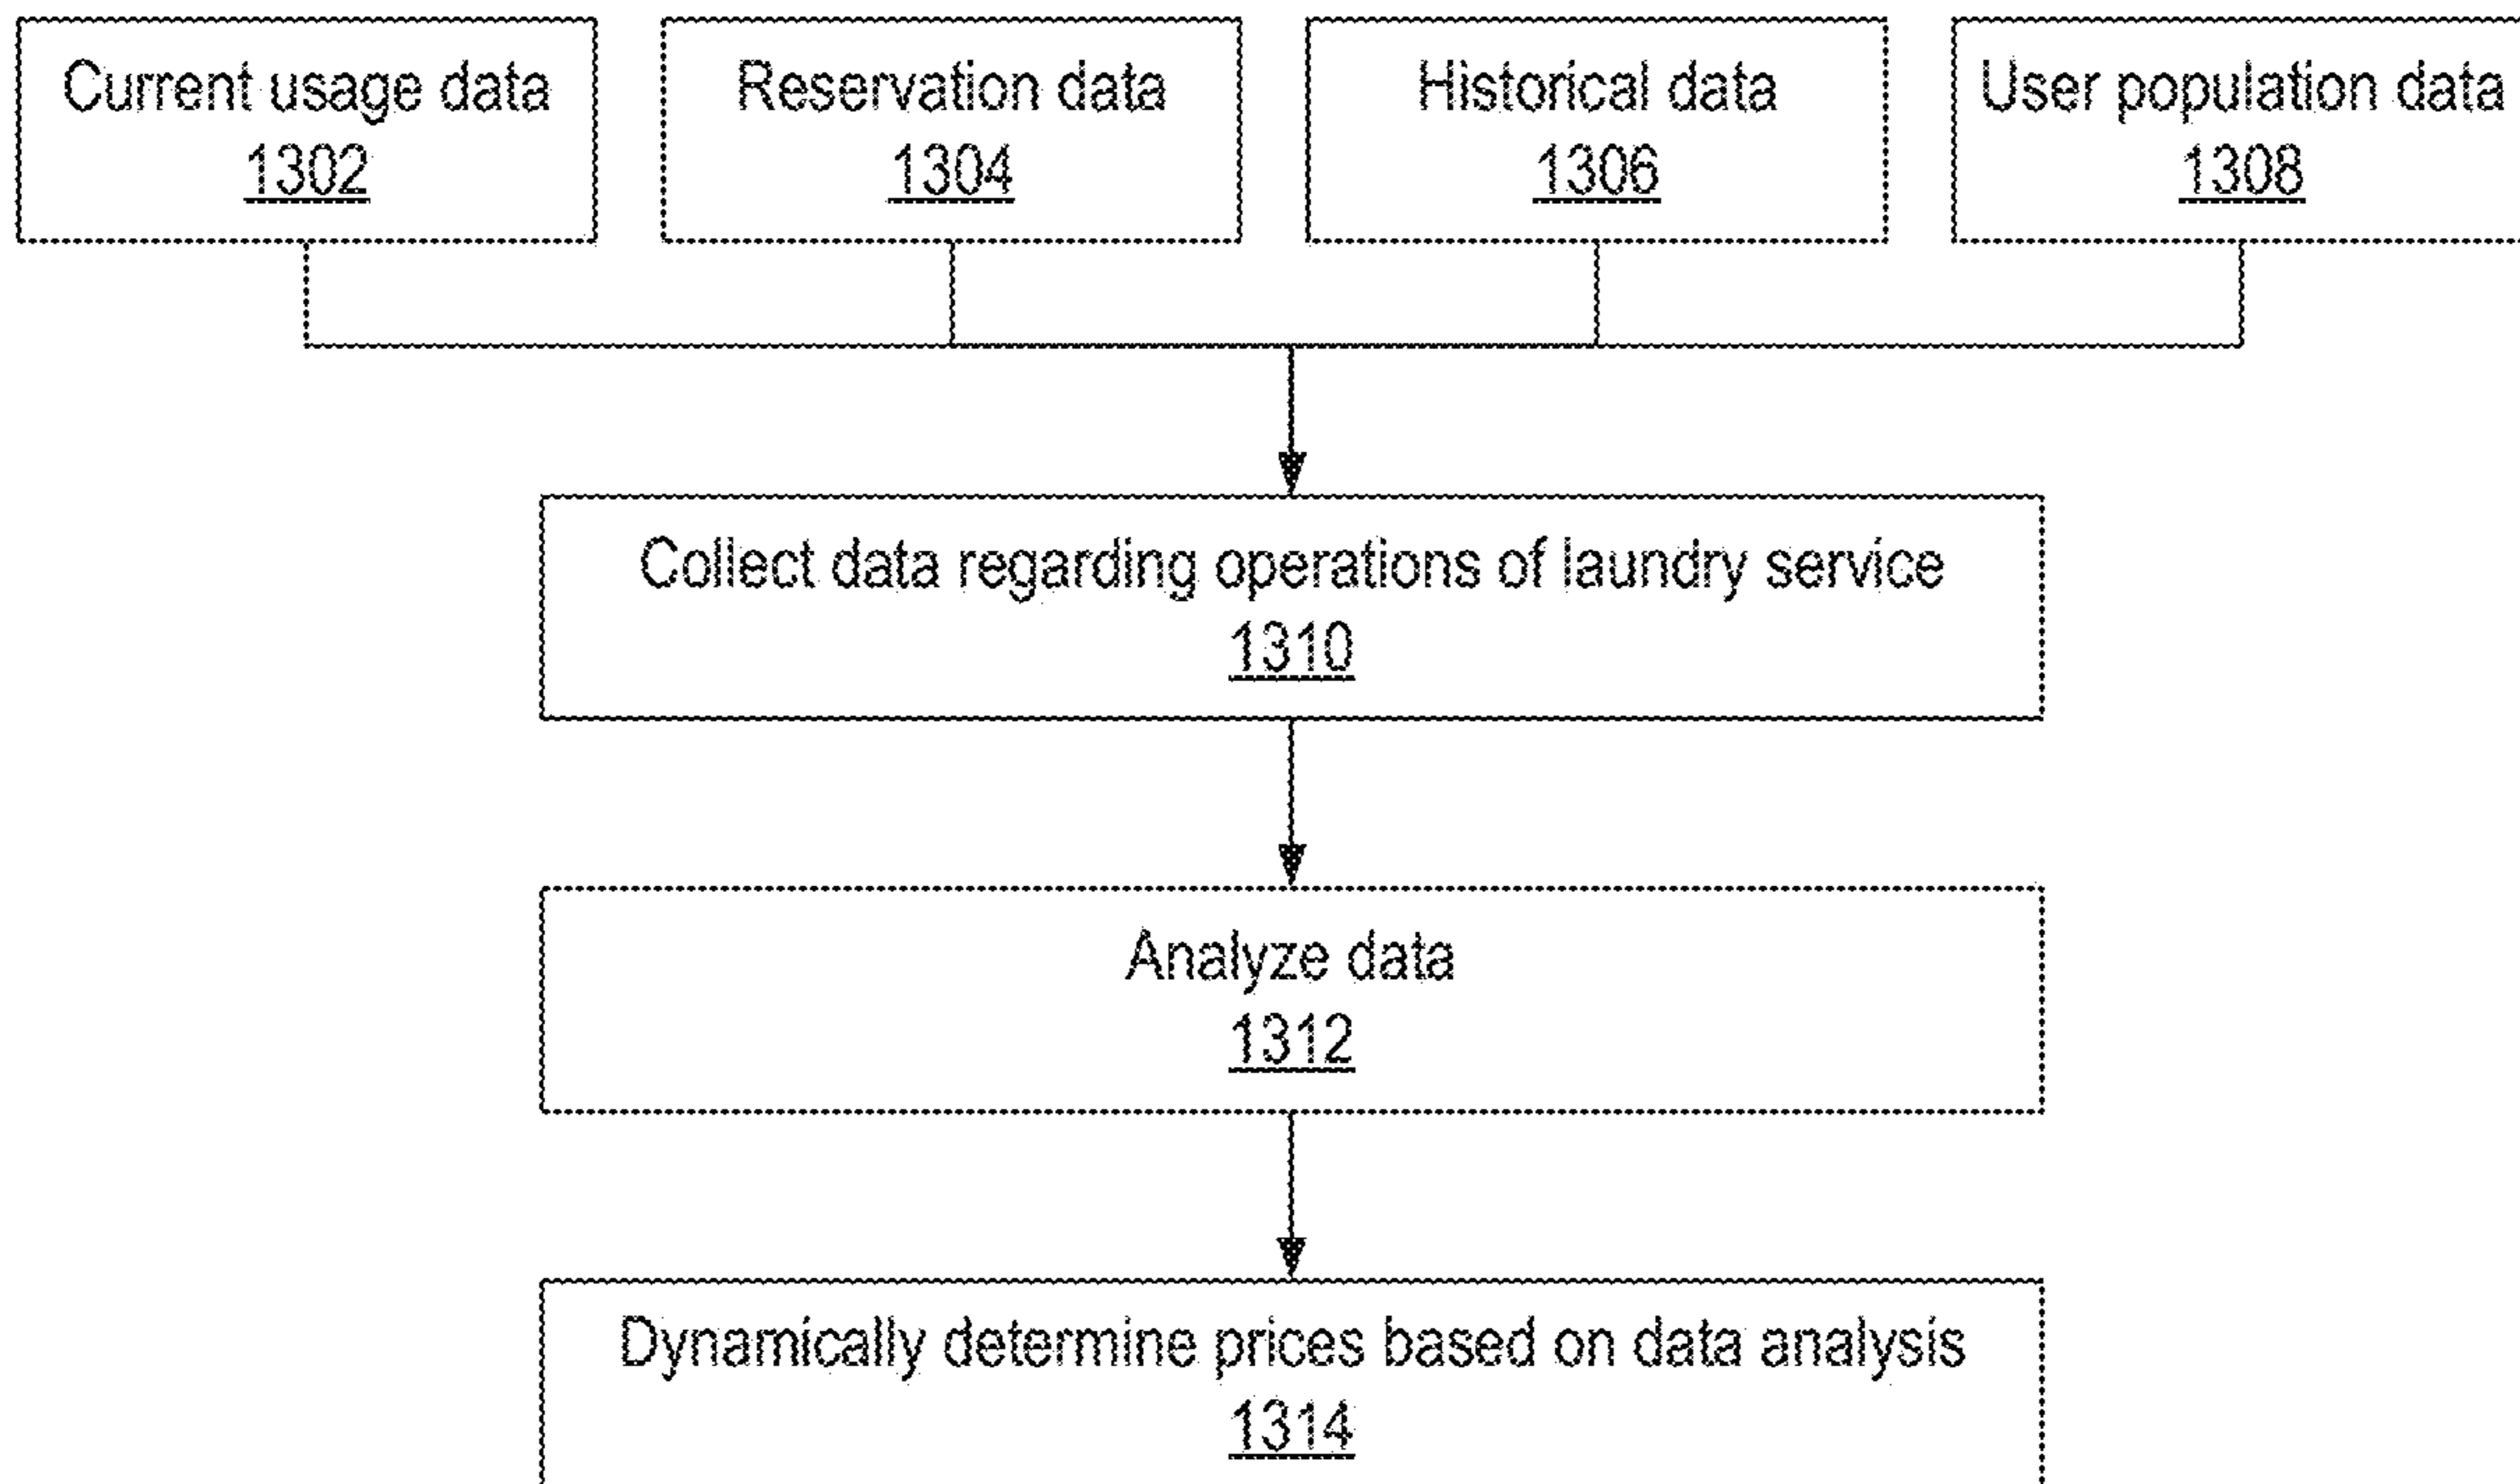 Current usage data
1302
Reservation data
1304
Historical data
1306
User population data
1308
Collect data regarding operations of laundry service
1310
Analyze data
1312
Dynamically determine prices based on data analysis
1314